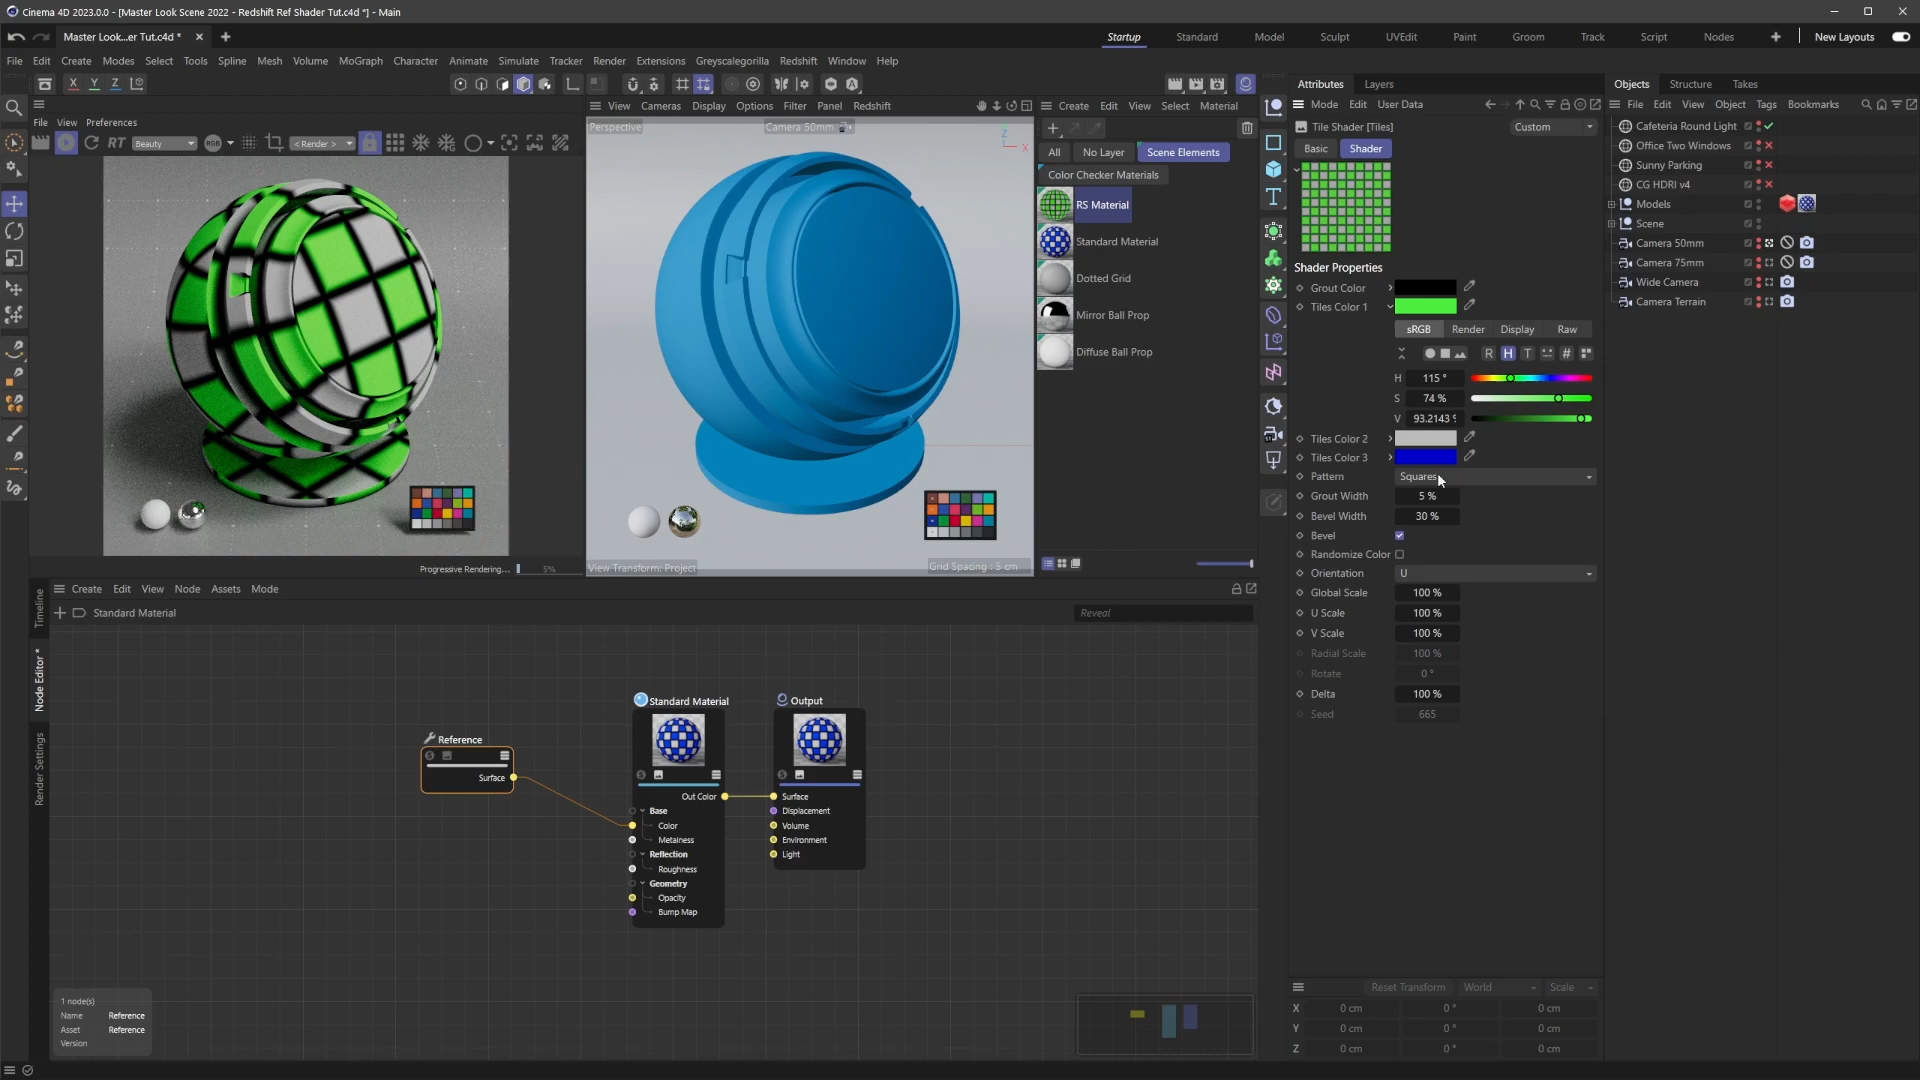 Cinema 4D 2023.0.0 - [Master Look Scene 2022 - Redshift Ref Shader Tut.c4d *] - Main
Master Look...er Tut.c4d *
Startup Standard Model Sculpt UVEdit Paint Groom Track Script Nodes New Layouts
File Edit Create Modes Select Tools Spline Mesh Volume MoGraph Character Animate Simulate Tracker Render Extensions Greyscalegorilla Redshift Window Help
X Y Z
Attributes Layers
Objects Structure Takes
View Cameras Display Options Filter Panel Redshift
Create Edit View Select Material
Mode Edit User Data
File Edit View Object Tags Bookmarks
File View Preferences
RT Beauty RGB < Render >
Perspective
Camera 50mm
Z
X
All No Layer Scene Elements
Color Checker Materials
RS Material
Standard Material
Dotted Grid
Mirror Ball Prop
Diffuse Ball Prop
Progressive Rendering... 5%
View Transform: Project
Grid Spacing : 5 cm
Tile Shader [Tiles]
Custom
Basic Shader
Shader Properties
Grout Color
Tiles Color 1
sRGB Render Display Raw
R H T #
H 115 °
S 74 %
V 93.2143 %
Tiles Color 2
Tiles Color 3
Pattern Squares
Grout Width 5 %
Bevel Width 30 %
Bevel
Randomize Color
Orientation U
Global Scale 100 %
U Scale 100 %
V Scale 100 %
Radial Scale 100 %
Rotate 0 °
Delta 100 %
Seed 665
Cafeteria Round Light
Office Two Windows
Sunny Parking
CG HDRI v4
Models
Scene
Camera 50mm
Camera 75mm
Wide Camera
Camera Terrain
Timeline
Node Editor *
Render Settings
Create Edit View Node Assets Mode
Standard Material
Reveal
Reference
Surface
Standard Material
Out Color
Base
Color
Metalness
Reflection
Roughness
Geometry
Opacity
Bump Map
Output
Surface
Displacement
Volume
Environment
Light
1 node(s)
Name Reference
Asset Reference
Version
Reset Transform World Scale
X 0 cm 0 ° 0 cm
Y 0 cm 0 ° 0 cm
Z 0 cm 0 ° 0 cm